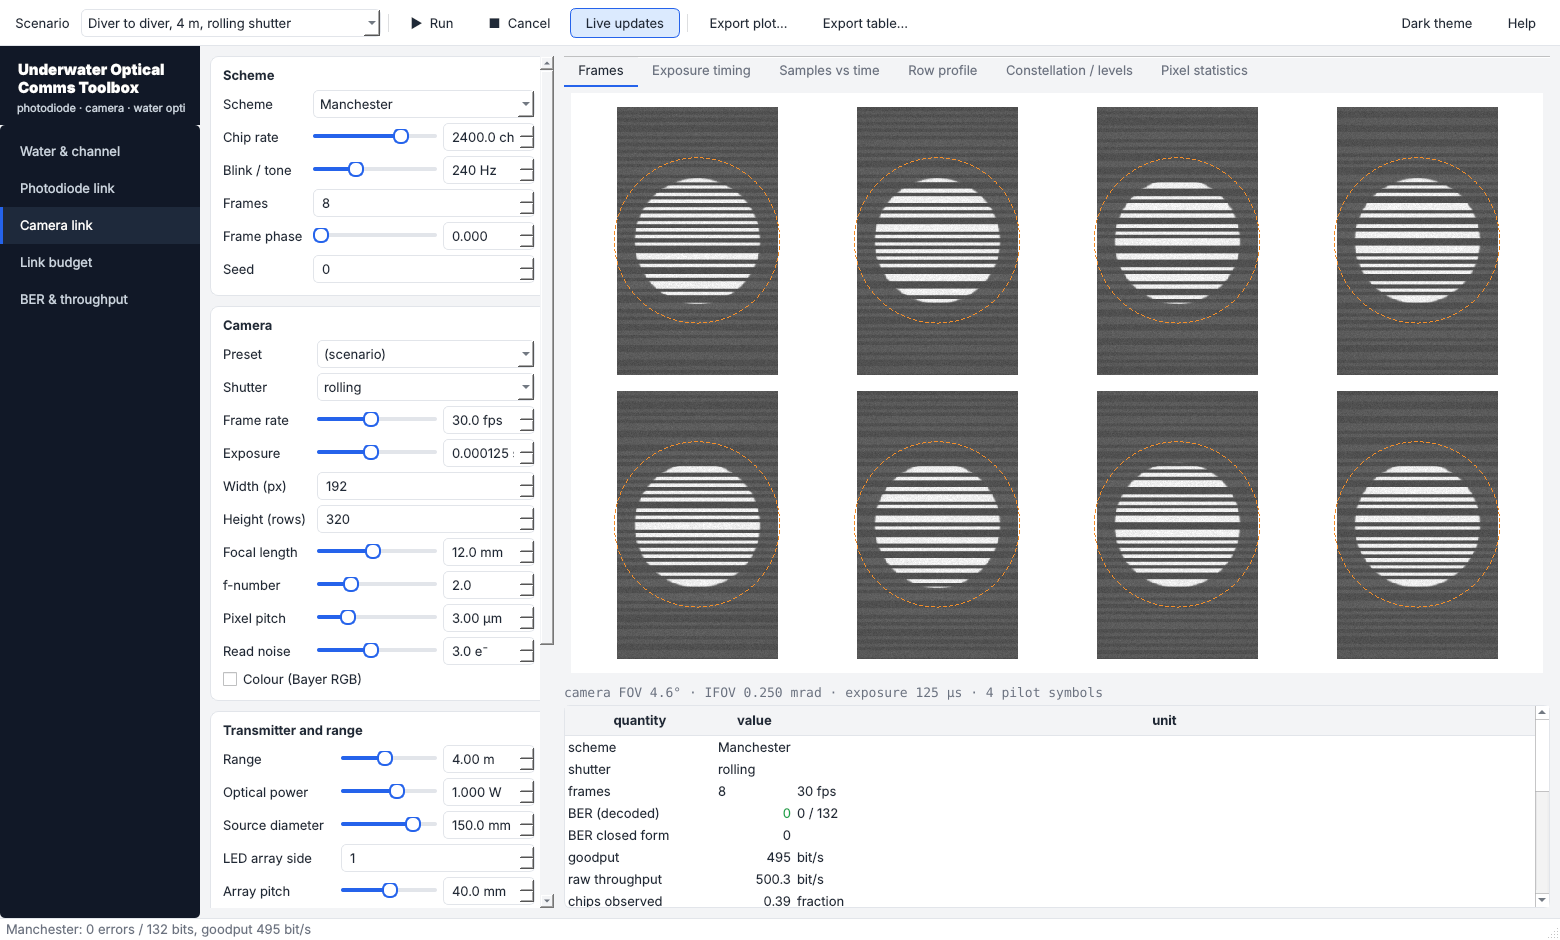 Scenario
Diver to diver, 4 m, rolling shutter
Run
Cancel
Live updates
Export plot...
Export table...
Dark theme
Help
Underwater Optical
Comms Toolbox
photodiode · camera · water opti
Water & channel
Photodiode link
Camera link
Link budget
BER & throughput
Scheme
Scheme Manchester
Chip rate 2400.0 ch
Blink / tone 240 Hz
Frames 8
Frame phase 0.000
Seed 0
Camera
Preset (scenario)
Shutter rolling
Frame rate 30.0 fps
Exposure 0.000125
Width (px) 192
Height (rows) 320
Focal length 12.0 mm
f-number 2.0
Pixel pitch 3.00 µm
Read noise 3.0 e⁻
Colour (Bayer RGB)
Transmitter and range
Range 4.00 m
Optical power 1.000 W
Source diameter 150.0 mm
LED array side 1
Array pitch 40.0 mm
Frames
Exposure timing
Samples vs time
Row profile
Constellation / levels
Pixel statistics
camera FOV 4.6° · IFOV 0.250 mrad · exposure 125 µs · 4 pilot symbols
quantity value unit
scheme Manchester
shutter rolling
frames 8 30 fps
BER (decoded) 0 0 / 132
BER closed form 0
goodput 495 bit/s
raw throughput 500.3 bit/s
chips observed 0.39 fraction
Manchester: 0 errors / 132 bits, goodput 495 bit/s